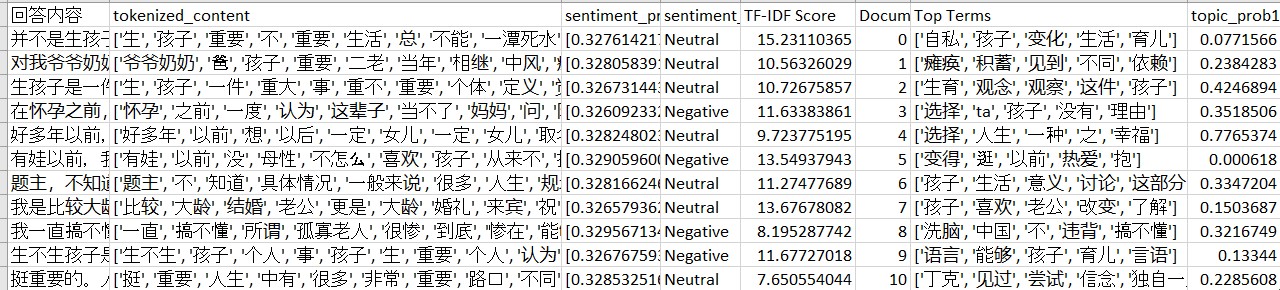 回答内容 tokenized_content sentiment_pr sentiment_ TF-IDF Score Docum Top Terms topic_prob1
并不是生孩子 ['生','孩子','重要','不','重要','生活','总','不能','一潭死水' [0.327614217 Neutral 15.23110365 0 ['自私','孩子','变化','生活','育儿'] 0.0771566
对我爷爷奶奶 ['爷爷奶奶','爸','孩子','重要','二老','当年','相继','中风',' [0.328058391 Neutral 10.56326029 1 ['瘫痪','积蓄','见到','不同','依赖'] 0.2384283
生孩子是一件 ['生','孩子','一件','重大','事','重不','重要','个体','定义',' [0.326731443 Neutral 10.72675857 2 ['生育','观念','观察','这件','孩子'] 0.4246894
在怀孕之前, ['怀孕','之前','一度','认为','这辈子','当不了','妈妈','问',' [0.326092332 Negative 11.63383961 3 ['选择','ta','孩子','没有','理由'] 0.3518506
好多年以前, ['好多年','以前','想','以后','一定','女儿','一定','女儿','取名 [0.328248023 Neutral 9.723775195 4 ['选择','人生','一种','之','幸福'] 0.7765374
有娃以前,我 ['有娃','以前','没','母性','不怎么','喜欢','孩子','从来不',' [0.329059600 Negative 13.54937943 5 ['变得','逛','以前','热爱','抱'] 0.000618
题主,不知道 ['题主','不','知道','具体情况','一般来说','很多','人生','规 [0.328166240 Neutral 11.27477689 6 ['孩子','生活','意义','讨论','这部分 0.3347204
我是比较大龄 ['比较','大龄','结婚','老公','更是','大龄','婚礼','来宾','祝 [0.326579362 Neutral 13.67678082 7 ['孩子','喜欢','老公','改变','了解'] 0.1503687
我一直搞不懂 ['一直','搞不懂','所谓','孤寡老人','很惨','到底','惨在','能 [0.329567134 Negative 8.195287742 8 ['洗脑','中国','不','违背','搞不懂'] 0.3216749
生不生孩子是 ['生不生','孩子','个人','事','孩子','生','重要','个人','认为' [0.326767593 Negative 11.67727018 9 ['语言','能够','孩子','育儿','言语'] 0.13344
挺重要的。人 ['挺','重要','人生','中有','很多','非常','重要','路口','不同' [0.328532510 Neutral 7.650554044 10 ['丁克','见过','尝试','信念','独自一 0.2285608